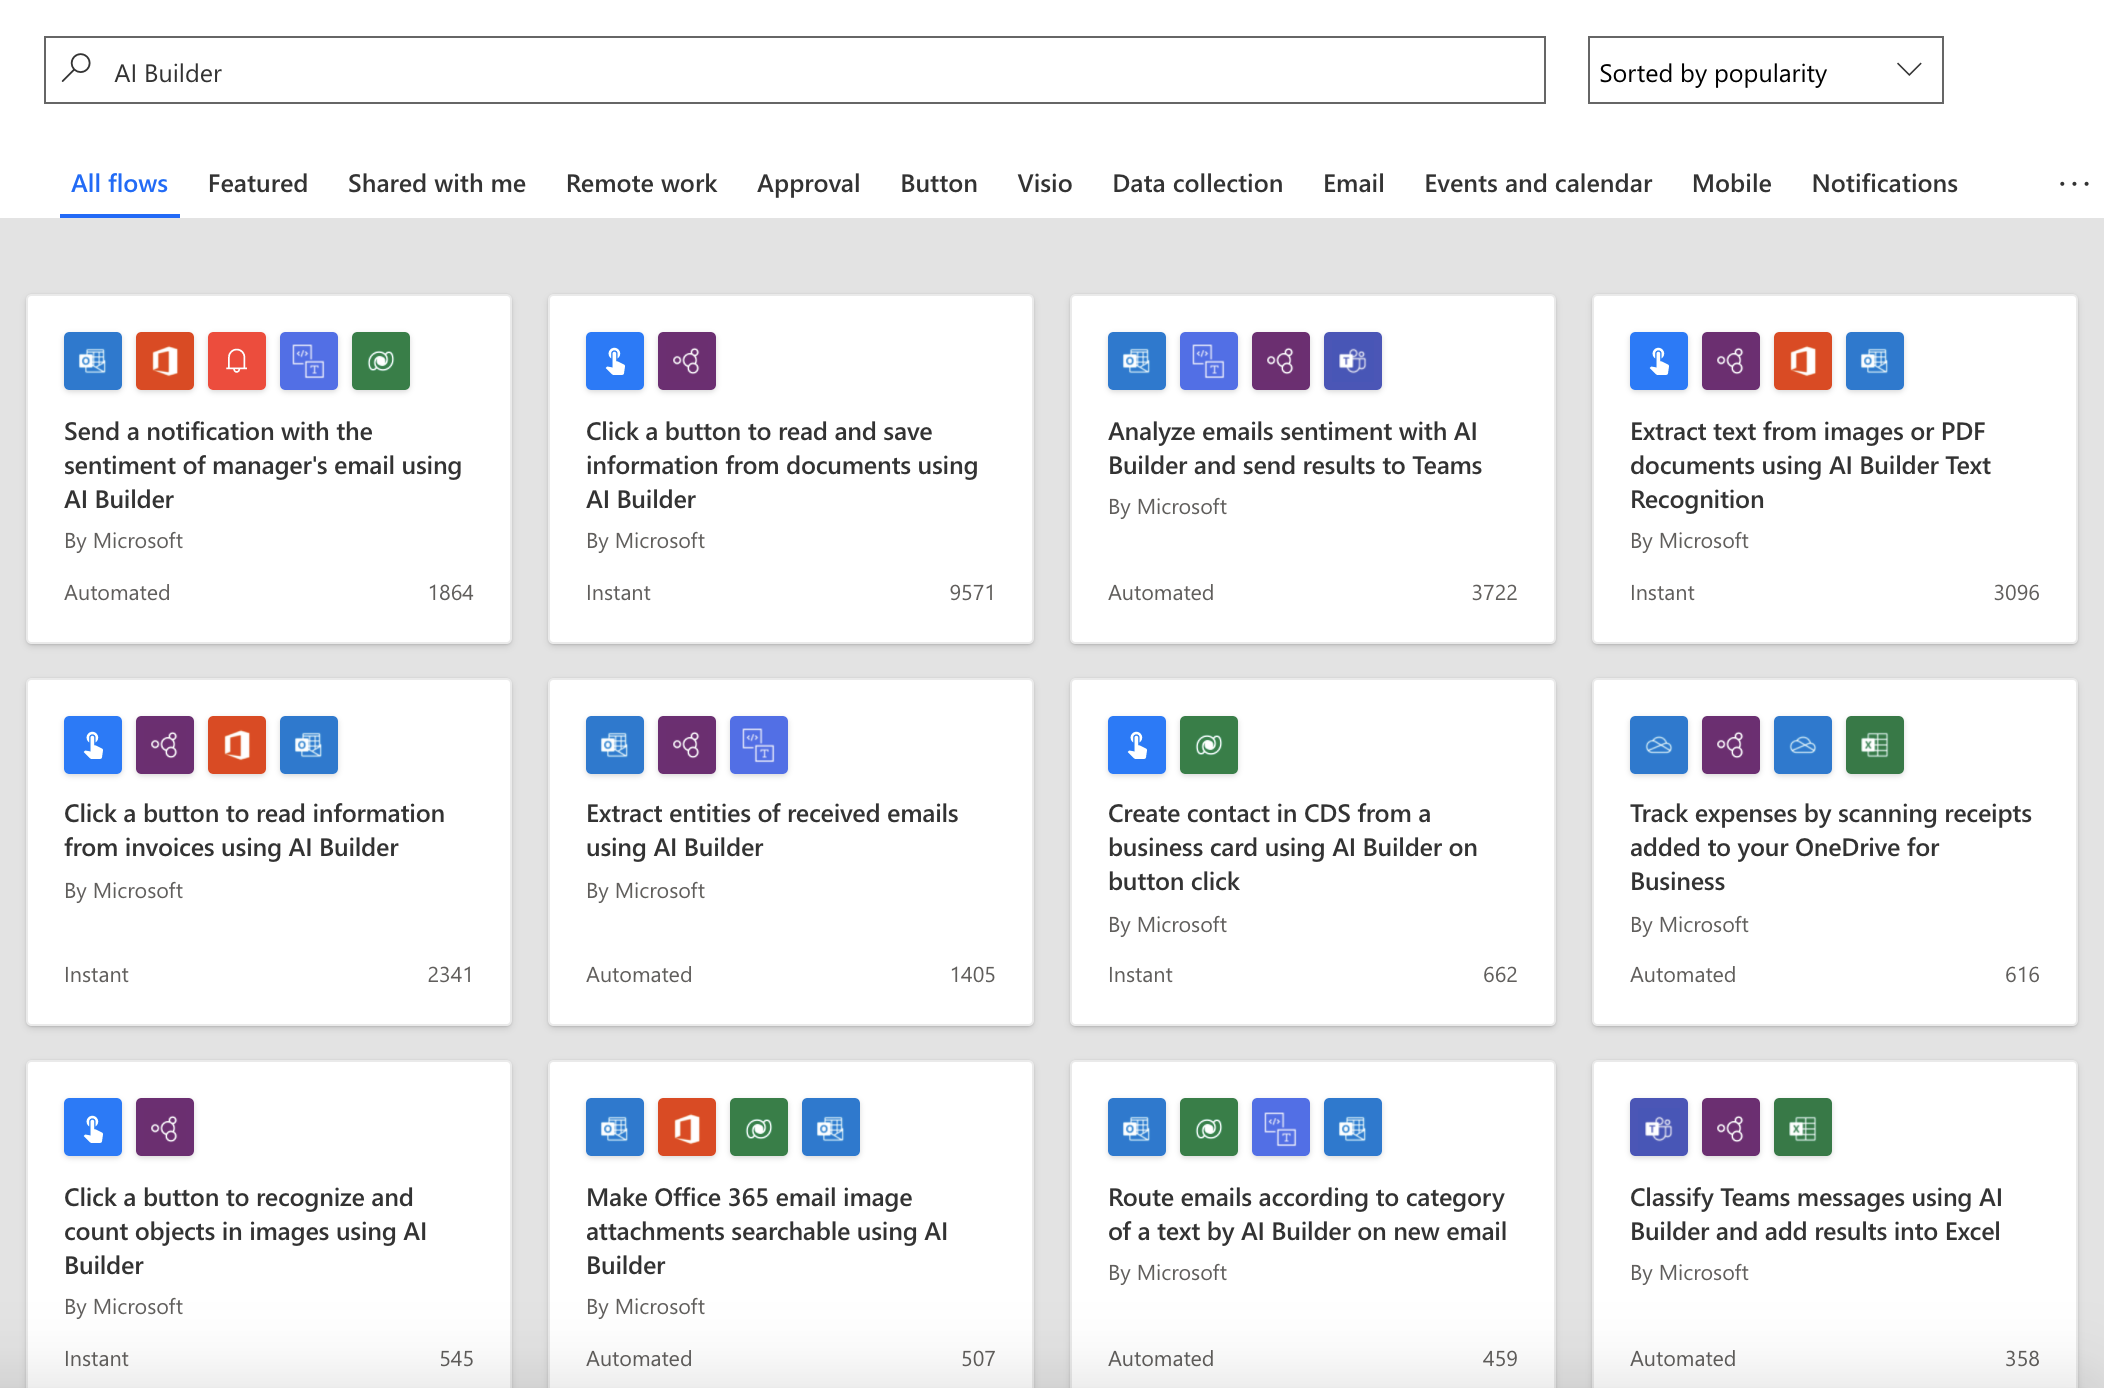 AI Builder
Sorted by popularity
All flows Featured Shared with me Remote work Approval Button Visio Data collection Email Events and calendar Mobile Notifications ...
Send a notification with the
sentiment of manager's email using
AI Builder
By Microsoft
Automated 1864
Click a button to read and save
information from documents using
AI Builder
By Microsoft
Instant 9571
Analyze emails sentiment with AI
Builder and send results to Teams
By Microsoft
Automated 3722
Extract text from images or PDF
documents using AI Builder Text
Recognition
By Microsoft
Instant 3096
Click a button to read information
from invoices using AI Builder
By Microsoft
Instant 2341
Extract entities of received emails
using AI Builder
By Microsoft
Automated 1405
Create contact in CDS from a
business card using AI Builder on
button click
By Microsoft
Instant 662
Track expenses by scanning receipts
added to your OneDrive for
Business
By Microsoft
Automated 616
Click a button to recognize and
count objects in images using AI
Builder
By Microsoft
Instant 545
Make Office 365 email image
attachments searchable using AI
Builder
By Microsoft
Automated 507
Route emails according to category
of a text by AI Builder on new email
By Microsoft
Automated 459
Classify Teams messages using AI
Builder and add results into Excel
By Microsoft
Automated 358